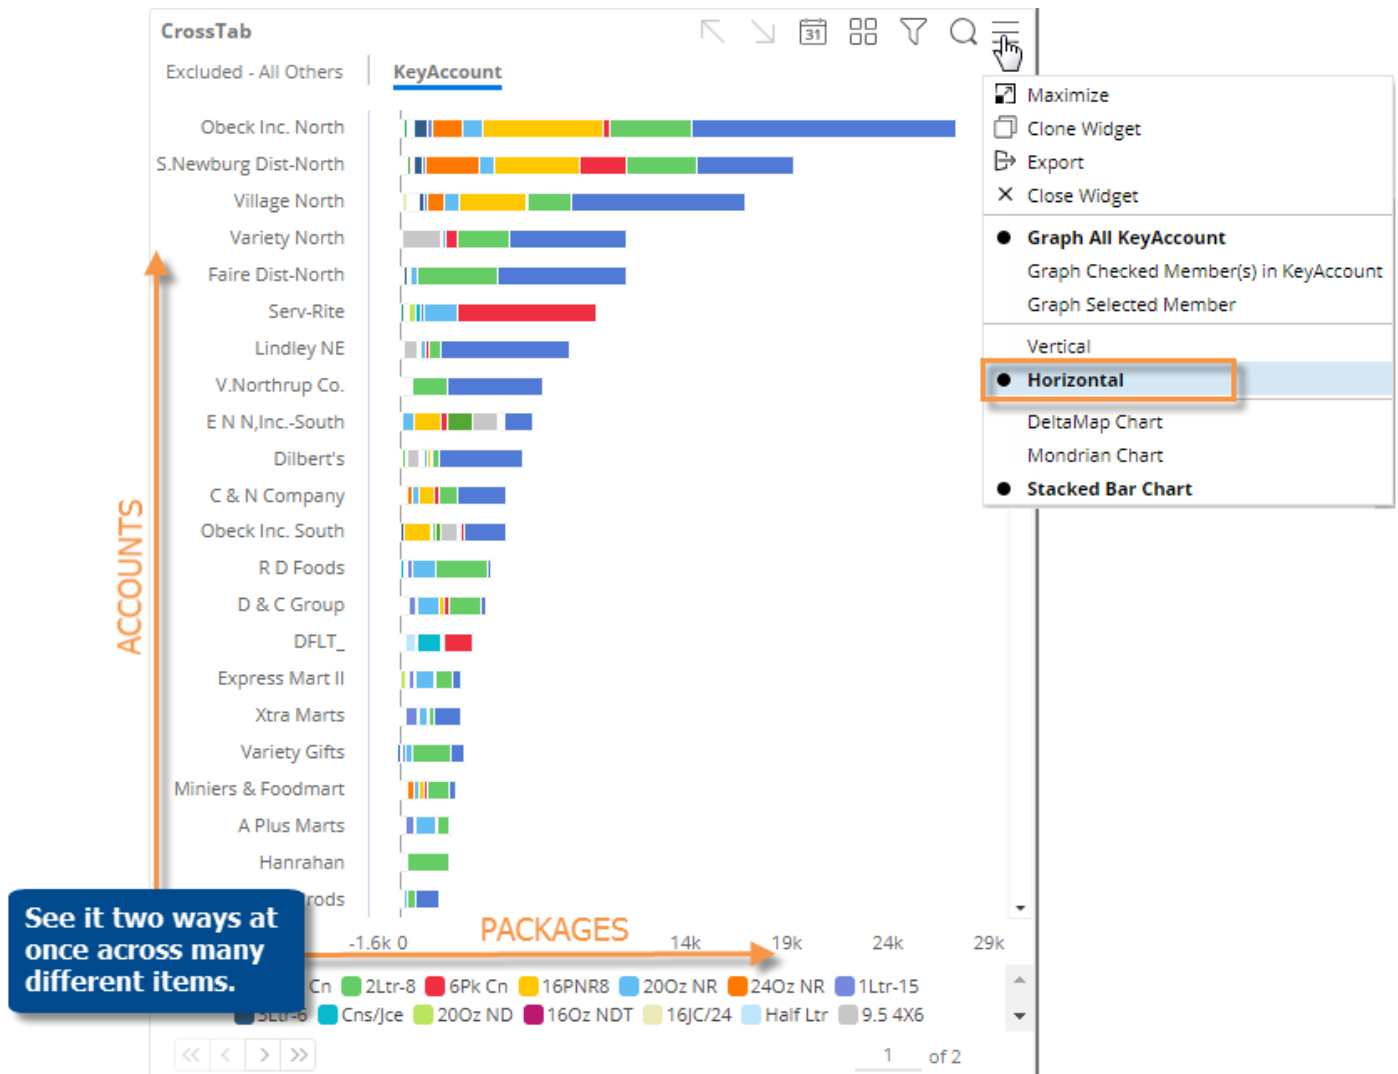 CrossTab
31
Excluded - All Others
KeyAccount
Maximize
Clone Widget
Export
Close Widget
Graph All KeyAccount
Graph Checked Member(s) in KeyAccount
Graph Selected Member
Vertical
Horizontal
DeltaMap Chart
Mondrian Chart
Stacked Bar Chart
Obeck Inc. North
S.Newburg Dist-North
Village North
Variety North
Faire Dist-North
Serv-Rite
Lindley NE
V.Northrup Co.
E N N,Inc.-South
Dilbert's
C & N Company
Obeck Inc. South
R D Foods
D & C Group
DFLT_
Express Mart II
Xtra Marts
Variety Gifts
Miniers & Foodmart
A Plus Marts
Hanrahan
rods
ACCOUNTS
See it two ways at
once across many
different items.
PACKAGES
-1.6k 0 14k 19k 24k 29k
Cn 2Ltr-8 6Pk Cn 16PNR8 20Oz NR 24Oz NR 1Ltr-15
3Ltr-6 Cns/Jce 20Oz ND 16Oz NDT 16JC/24 Half Ltr 9.5 4X6
1 of 2